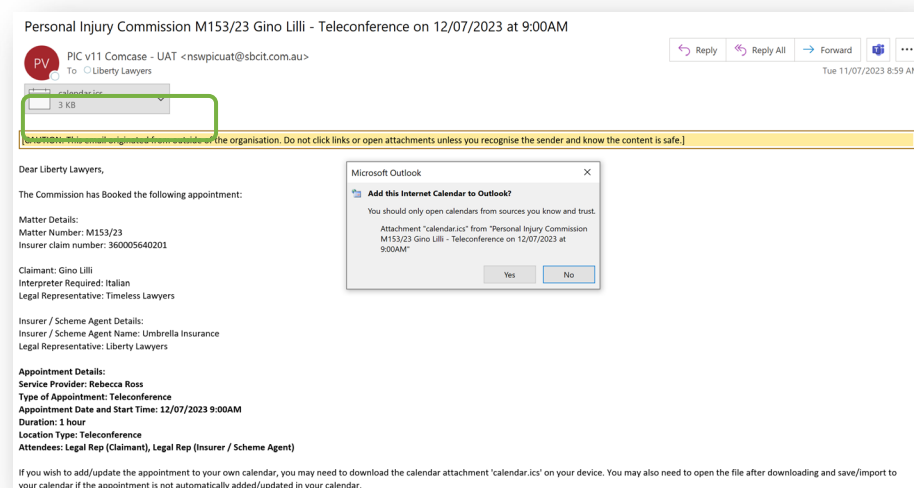 Personal Injury Commission M153/23 Gino Lilli - Teleconference on 12/07/2023 at 9:00AM
PV
PIC v11 Comcase - UAT <nswpicuat@sbcit.com.au>
To Liberty Lawyers
Reply
Reply All
Forward
Tue 11/07/2023 8:59 AM
calendar.ics
3 KB
[CAUTION: This email originated from outside of the organisation. Do not click links or open attachments unless you recognise the sender and know the content is safe.]
Dear Liberty Lawyers,
The Commission has Booked the following appointment:
Matter Details:
Matter Number: M153/23
Insurer claim number: 360005640201
Claimant: Gino Lilli
Interpreter Required: Italian
Legal Representative: Timeless Lawyers
Insurer / Scheme Agent Details:
Insurer / Scheme Agent Name: Umbrella Insurance
Legal Representative: Liberty Lawyers
Appointment Details:
Service Provider: Rebecca Ross
Type of Appointment: Teleconference
Appointment Date and Start Time: 12/07/2023 9:00AM
Duration: 1 hour
Location Type: Teleconference
Attendees: Legal Rep (Claimant), Legal Rep (Insurer / Scheme Agent)
If you wish to add/update the appointment to your own calendar, you may need to download the calendar attachment 'calendar.ics' on your device. You may also need to open the file after downloading and save/import to
your calendar if the appointment is not automatically added/updated in your calendar.
Microsoft Outlook
Add this Internet Calendar to Outlook?
You should only open calendars from sources you know and trust.
Attachment "calendar.ics" from "Personal Injury Commission
M153/23 Gino Lilli - Teleconference on 12/07/2023 at
9:00AM"
Yes
No